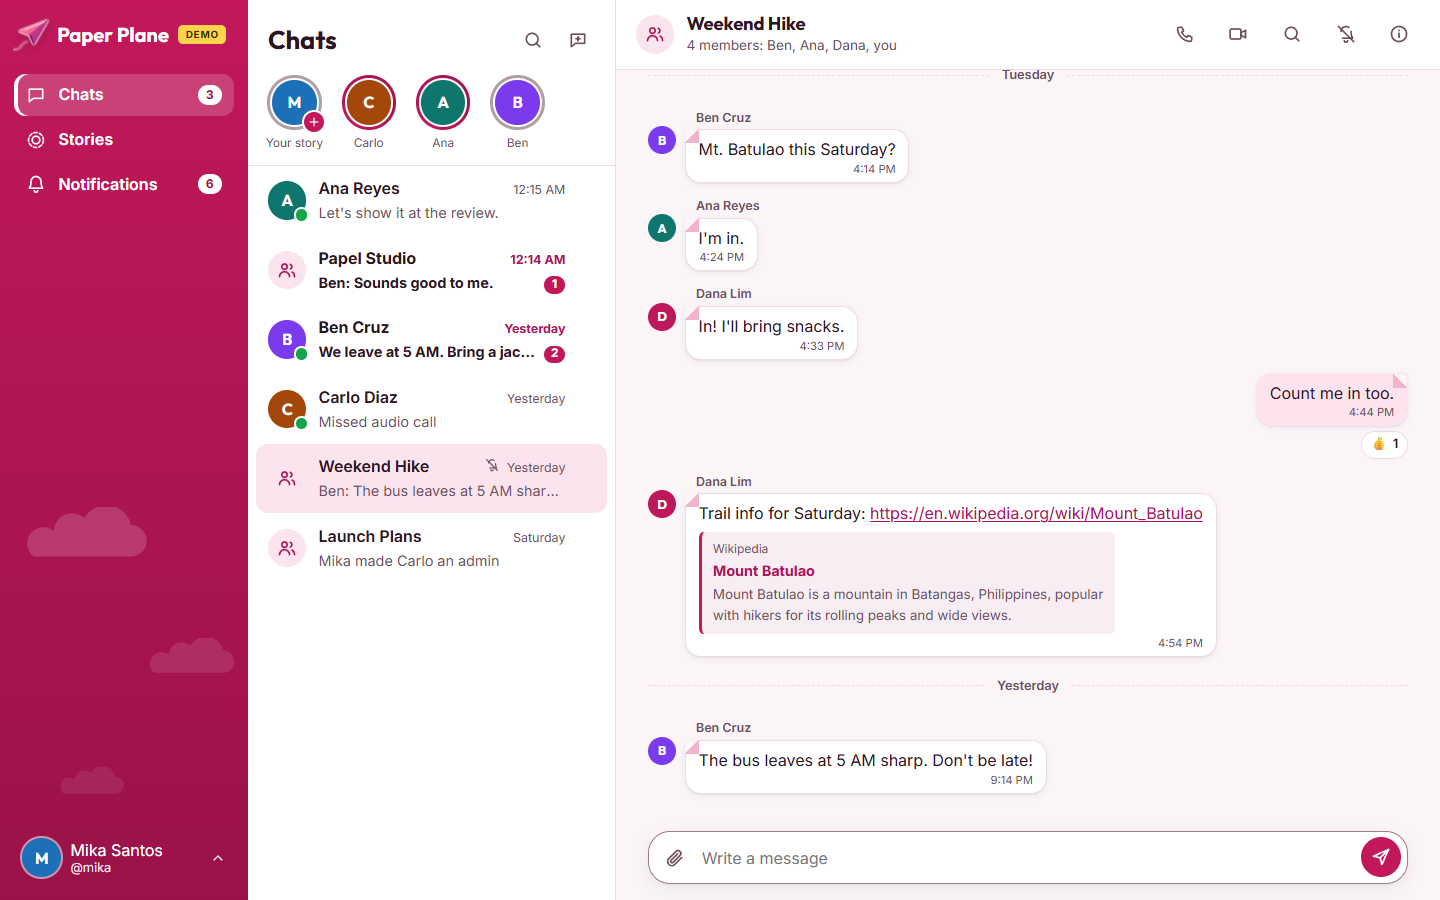 Paper Plane DEMO
Chats 3
Stories
Notifications 6
M Mika Santos
@mika
Chats
M
Your story
C
Carlo
A
Ana
B
Ben
A Ana Reyes 12:15 AM
Let's show it at the review.
Papel Studio 12:14 AM
Ben: Sounds good to me. 1
B Ben Cruz Yesterday
We leave at 5 AM. Bring a jac... 2
C Carlo Diaz Yesterday
Missed audio call
Weekend Hike Yesterday
Ben: The bus leaves at 5 AM shar...
Launch Plans Saturday
Mika made Carlo an admin
Weekend Hike
4 members: Ben, Ana, Dana, you
Tuesday
Ben Cruz
B Mt. Batulao this Saturday?
4:14 PM
Ana Reyes
A I'm in.
4:24 PM
Dana Lim
D In! I'll bring snacks.
4:33 PM
Count me in too.
4:44 PM
👍 1
Dana Lim
D Trail info for Saturday: https://en.wikipedia.org/wiki/Mount_Batulao
Wikipedia
Mount Batulao
Mount Batulao is a mountain in Batangas, Philippines, popular
with hikers for its rolling peaks and wide views.
4:54 PM
Yesterday
Ben Cruz
B The bus leaves at 5 AM sharp. Don't be late!
9:14 PM
Write a message